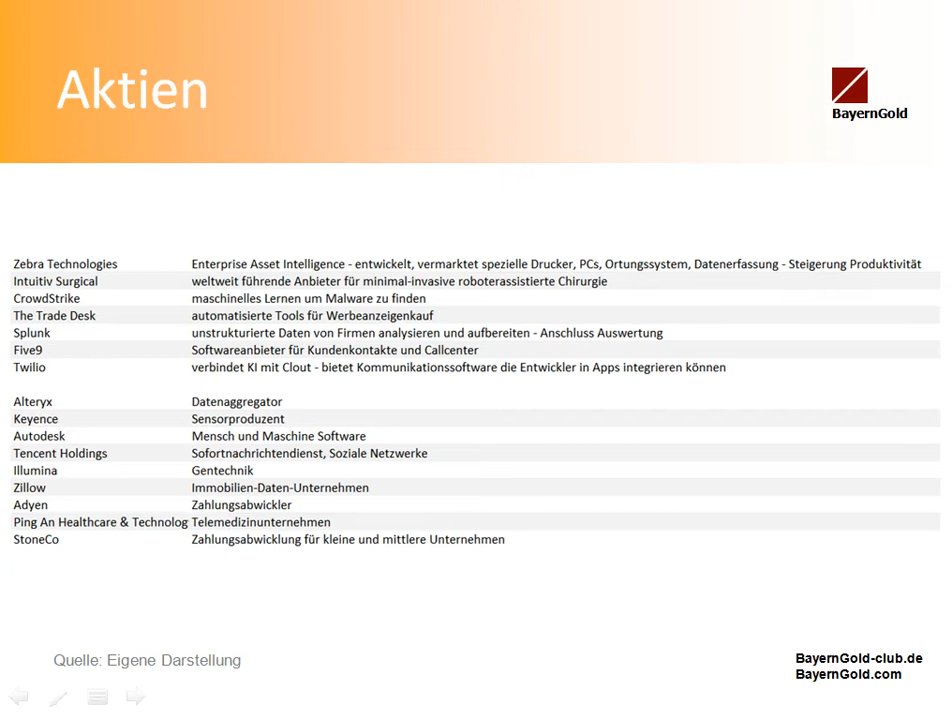 Aktien
BayernGold
Zebra Technologies Enterprise Asset Intelligence - entwickelt, vermarktet spezielle Drucker, PCs, Ortungssystem, Datenerfassung - Steigerung Produktivität
Intuitiv Surgical weltweit führende Anbieter für minimal-invasive roboterassistierte Chirurgie
CrowdStrike maschinelles Lernen um Malware zu finden
The Trade Desk automatisierte Tools für Werbeanzeigenkauf
Splunk unstrukturierte Daten von Firmen analysieren und aufbereiten - Anschluss Auswertung
Five9 Softwareanbieter für Kundenkontakte und Callcenter
Twilio verbindet KI mit Clout - bietet Kommunikationssoftware die Entwickler in Apps integrieren können
Alteryx Datenaggregator
Keyence Sensorproduzent
Autodesk Mensch und Maschine Software
Tencent Holdings Sofortnachrichtendienst, Soziale Netzwerke
Illumina Gentechnik
Zillow Immobilien-Daten-Unternehmen
Adyen Zahlungsabwickler
Ping An Healthcare & Technolog Telemedizinunternehmen
StoneCo Zahlungsabwicklung für kleine und mittlere Unternehmen
Quelle: Eigene Darstellung
BayernGold-club.de
BayernGold.com